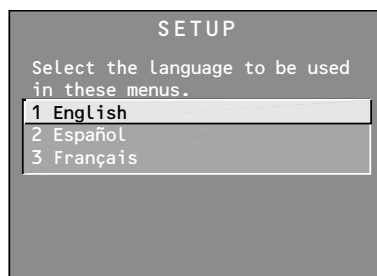 SETUP
Select the language to be used
in these menus.
1 English
2 Español
3 Français